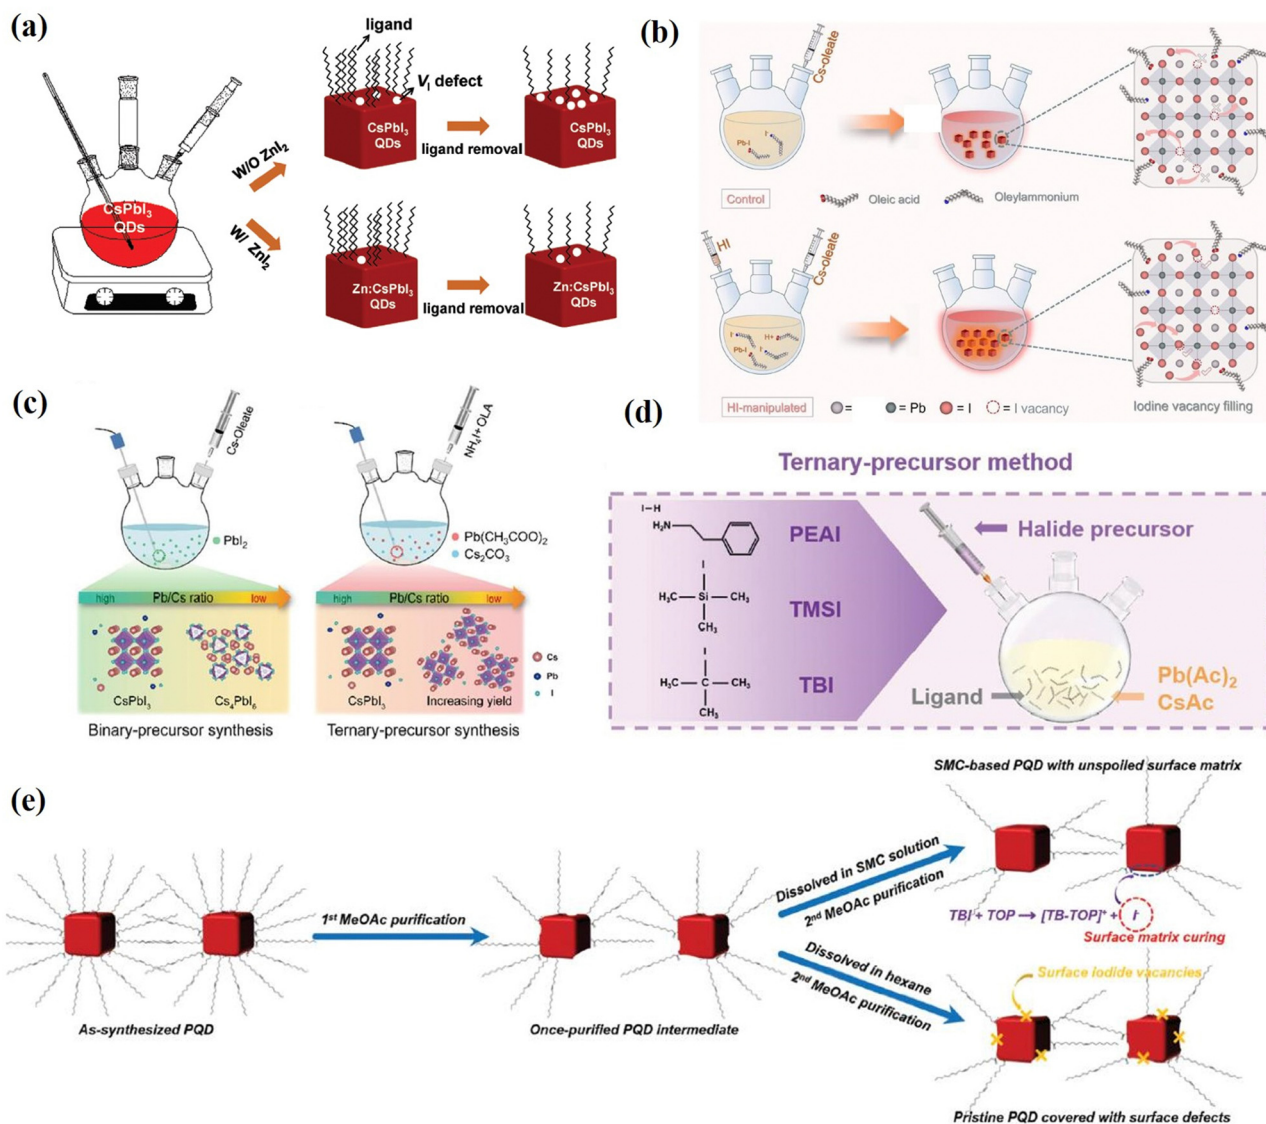 (a)
ligand
V_I defect
CsPbI3
QDs
ligand removal
CsPbI3
QDs
W/O ZnI2
CsPbI3
QDs
W/ ZnI2
Zn:CsPbI3
QDs
ligand removal
Zn:CsPbI3
QDs
(b)
Cs-oleate
Pb-I
I-
Control
Oleic acid
Oleylammonium
HI
Cs-oleate
I-
H+
Pb-I
I-
HI-manipulated
=
= Pb
= I
= I vacancy
Iodine vacancy filling
(c)
Cs-Oleate
PbI2
high
Pb/Cs ratio
low
CsPbI3
Cs4PbI6
Binary-precursor synthesis
NH4I+OLA
Pb(CH3COO)2
Cs2CO3
high
Pb/Cs ratio
low
CsPbI3
Increasing yield
Cs
Pb
I
Ternary-precursor synthesis
(d)
Ternary-precursor method
I–H
H2N
PEAI
I
H3C
Si
CH3
CH3
TMSI
I
H3C
C
CH3
CH3
TBI
Halide precursor
Ligand
Pb(Ac)2
CsAc
(e)
As-synthesized PQD
1st MeOAc purification
Once-purified PQD intermediate
Dissolved in SMC solution
2nd MeOAc purification
Dissolved in hexane
2nd MeOAc purification
SMC-based PQD with unspoiled surface matrix
TBI + TOP → [TB-TOP]+ + I-
Surface matrix curing
Surface iodide vacancies
Pristine PQD covered with surface defects